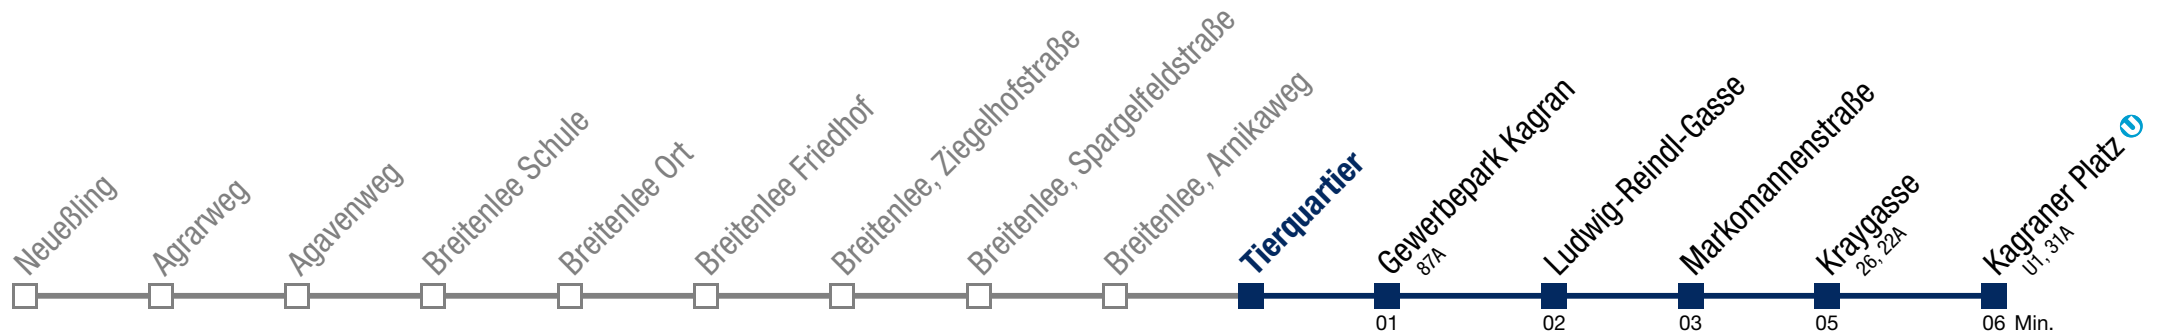 Neueßling
Agrarweg
Agavenweg
Breitenlee Schule
Breitenlee Ort
Breitenlee Friedhof
Breitenlee, Ziegelhofstraße
Breitenlee, Spargelfeldstraße
Breitenlee, Arnikaweg
Tierquartier
Gewerbepark Kagran
87A
Ludwig-Reindl-Gasse
Markomannenstraße
Kraygasse
26, 22A
Kagraner Platz U
U1, 31A
01 02 03 05 06 Min.